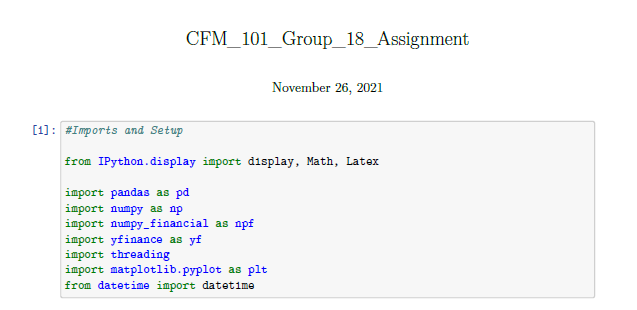 CFM_101_Group_18_Assignment
November 26, 2021
[1]: #Imports and Setup
from IPython.display import display, Math, Latex
import pandas as pd
import numpy as np
import numpy_financial as npf
import yfinance as yf
import threading
import matplotlib.pyplot as plt
from datetime import datetime